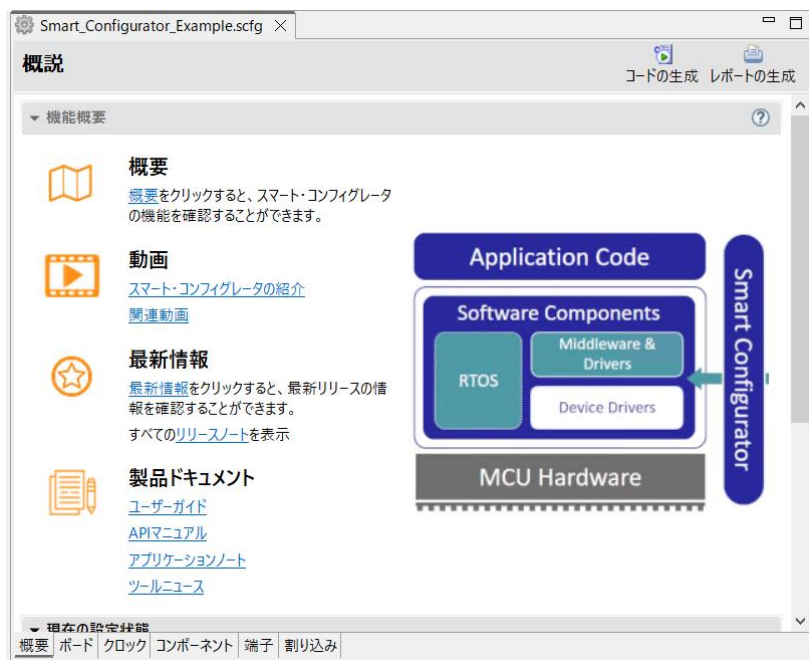 Smart_Configurator_Example.scfg
概説
コードの生成 レポートの生成
機能概要
概要
概要をクリックすると、スマート・コンフィグレータ
の機能を確認することができます。
動画
スマート・コンフィグレータの紹介
関連動画
最新情報
最新情報をクリックすると、最新リリースの情
報を確認することができます。
すべてのリリースノートを表示
製品ドキュメント
ユーザーガイド
APIマニュアル
アプリケーションノート
ツールニュース
Application Code
Software Components
RTOS
Middleware &
Drivers
Device Drivers
MCU Hardware
Smart Configurator
現在の設定状態
概要 ボード クロック コンポーネント 端子 割り込み